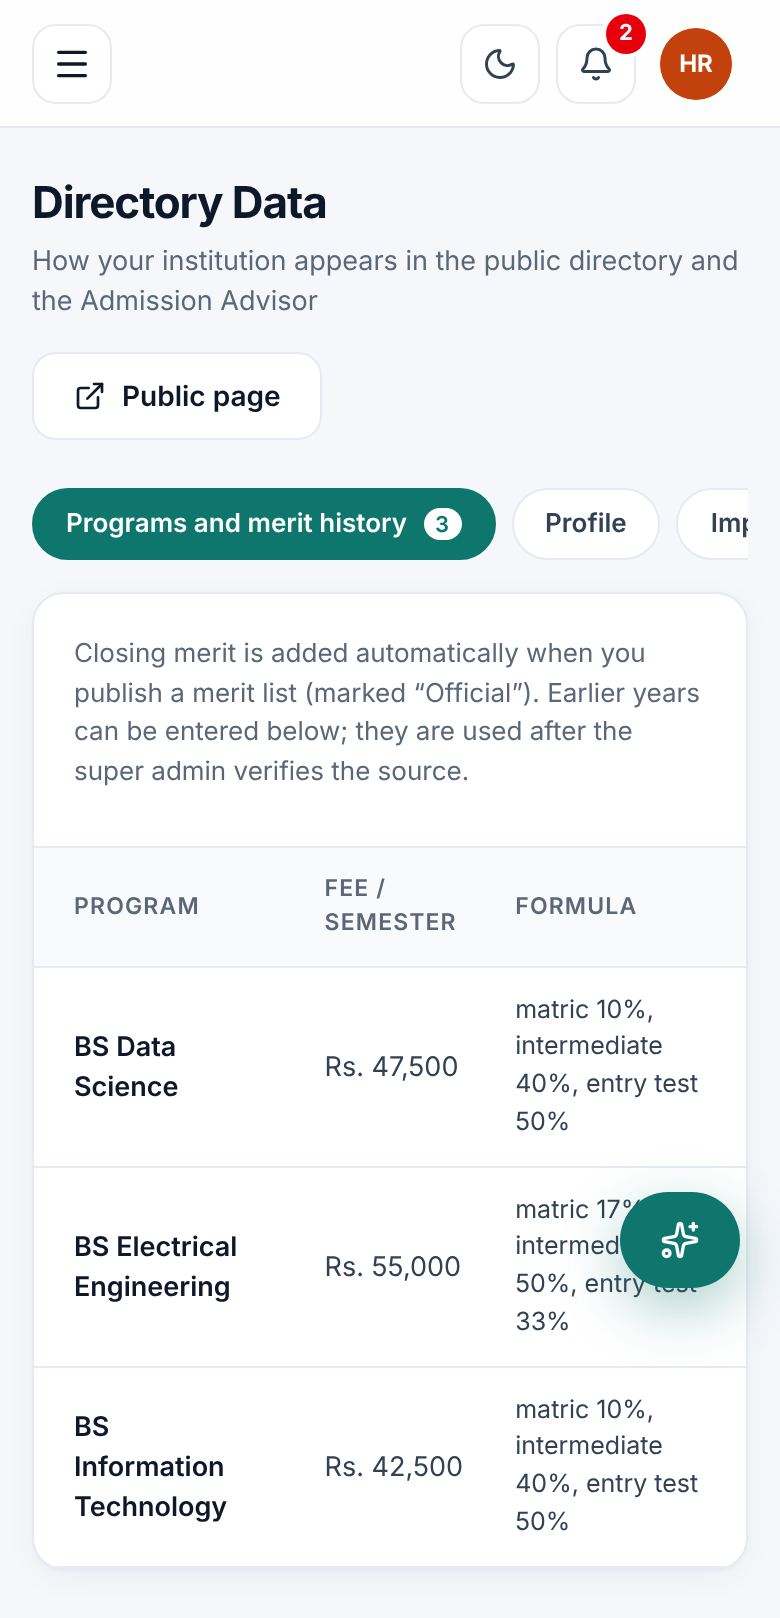 2
HR
Directory Data
How your institution appears in the public directory and
the Admission Advisor
Public page
Programs and merit history 3
Profile
Closing merit is added automatically when you
publish a merit list (marked “Official”). Earlier years
can be entered below; they are used after the
super admin verifies the source.
PROGRAM
FEE /
SEMESTER
FORMULA
BS Data
Science
Rs. 47,500
matric 10%,
intermediate
40%, entry test
50%
BS Electrical
Engineering
Rs. 55,000
matric 17%
50%, entry test
33%
BS
Information
Technology
Rs. 42,500
matric 10%,
intermediate
40%, entry test
50%